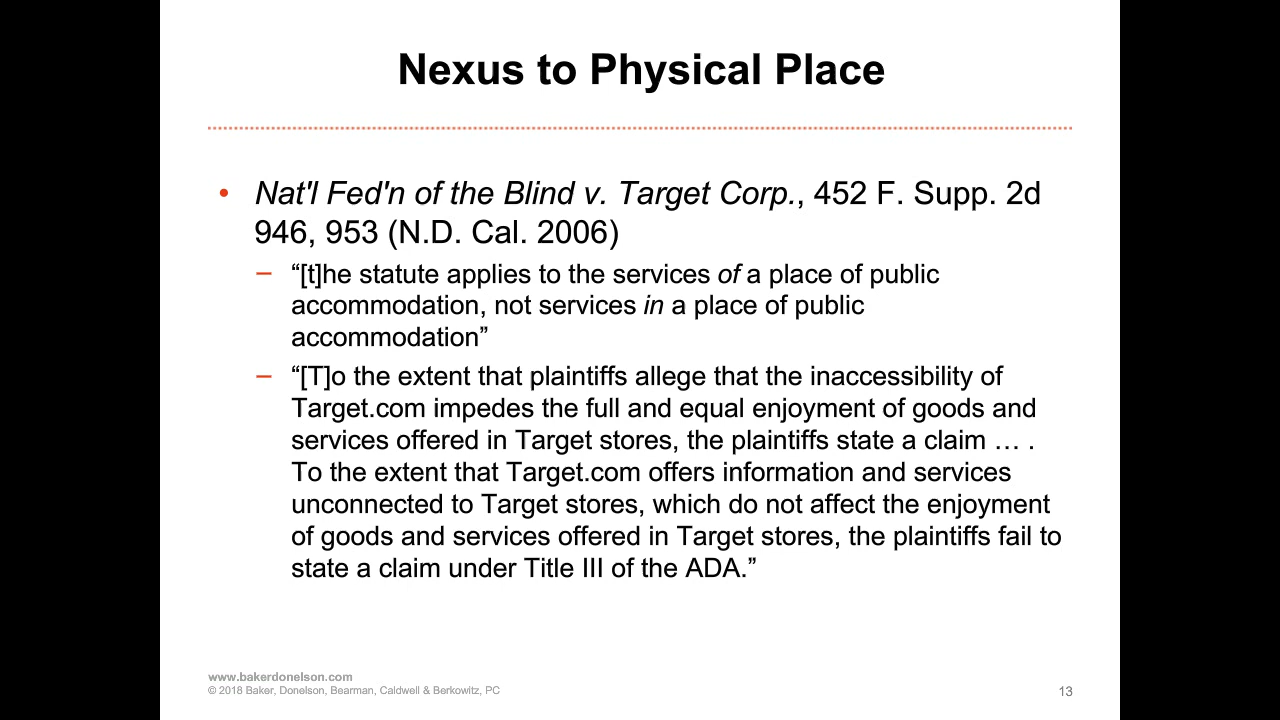 Nexus to Physical Place
• Nat'l Fed'n of the Blind v. Target Corp., 452 F. Supp. 2d
946, 953 (N.D. Cal. 2006)
– “[t]he statute applies to the services of a place of public
accommodation, not services in a place of public
accommodation”
– “[T]o the extent that plaintiffs allege that the inaccessibility of
Target.com impedes the full and equal enjoyment of goods and
services offered in Target stores, the plaintiffs state a claim … .
To the extent that Target.com offers information and services
unconnected to Target stores, which do not affect the enjoyment
of goods and services offered in Target stores, the plaintiffs fail to
state a claim under Title III of the ADA.”
www.bakerdonelson.com
© 2018 Baker, Donelson, Bearman, Caldwell & Berkowitz, PC
13